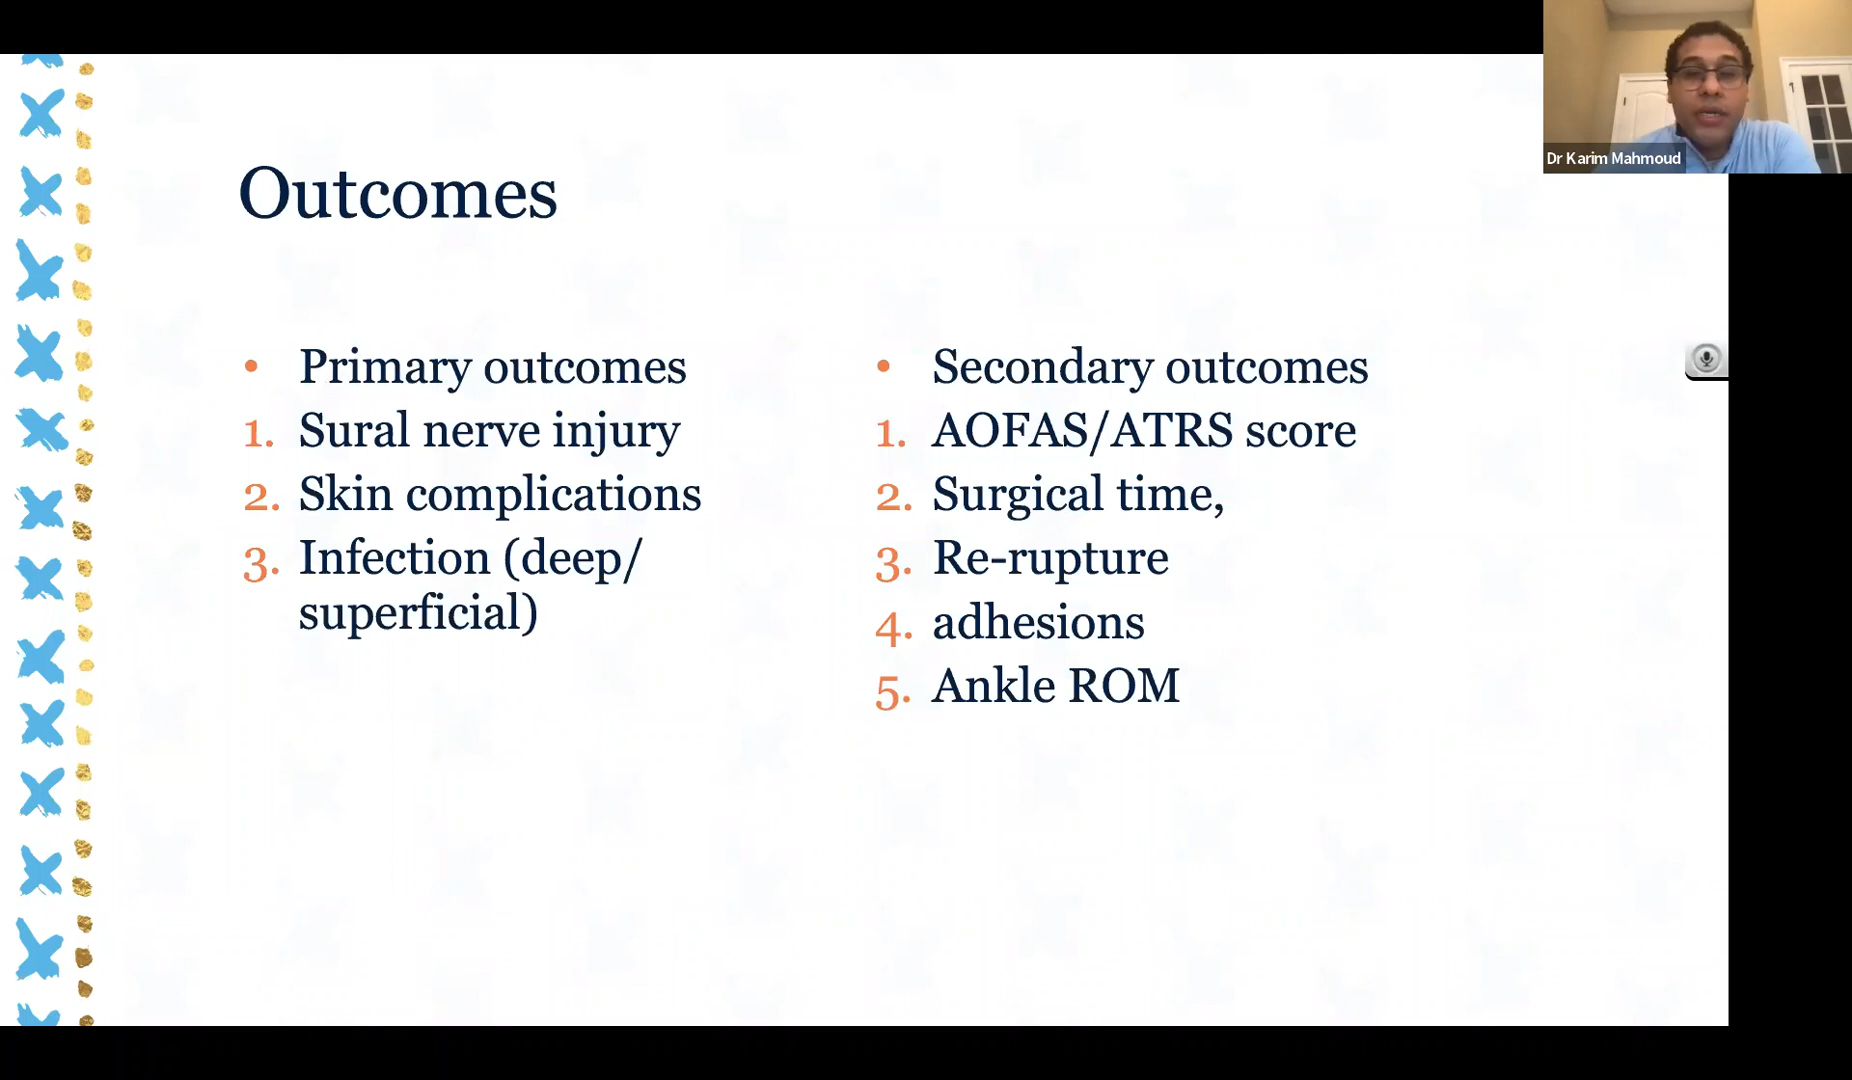 Dr Karim Mahmoud
Outcomes
• Primary outcomes
1. Sural nerve injury
2. Skin complications
3. Infection (deep/
superficial)
• Secondary outcomes
1. AOFAS/ATRS score
2. Surgical time,
3. Re-rupture
4. adhesions
5. Ankle ROM